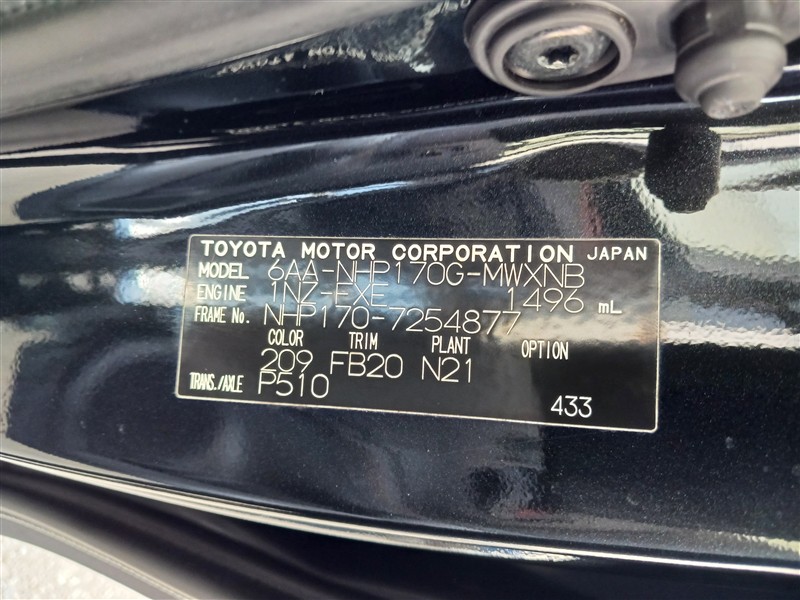 TOYOTA MOTOR CORPORATION JAPAN
MODEL 6AA-NHP170G-MWXNB
ENGINE 1NZ-FXE 1496 mL
FRAME No. NHP170-7254877
COLOR TRIM PLANT OPTION
209 FB20 N21
TRANS./AXLE P510
433